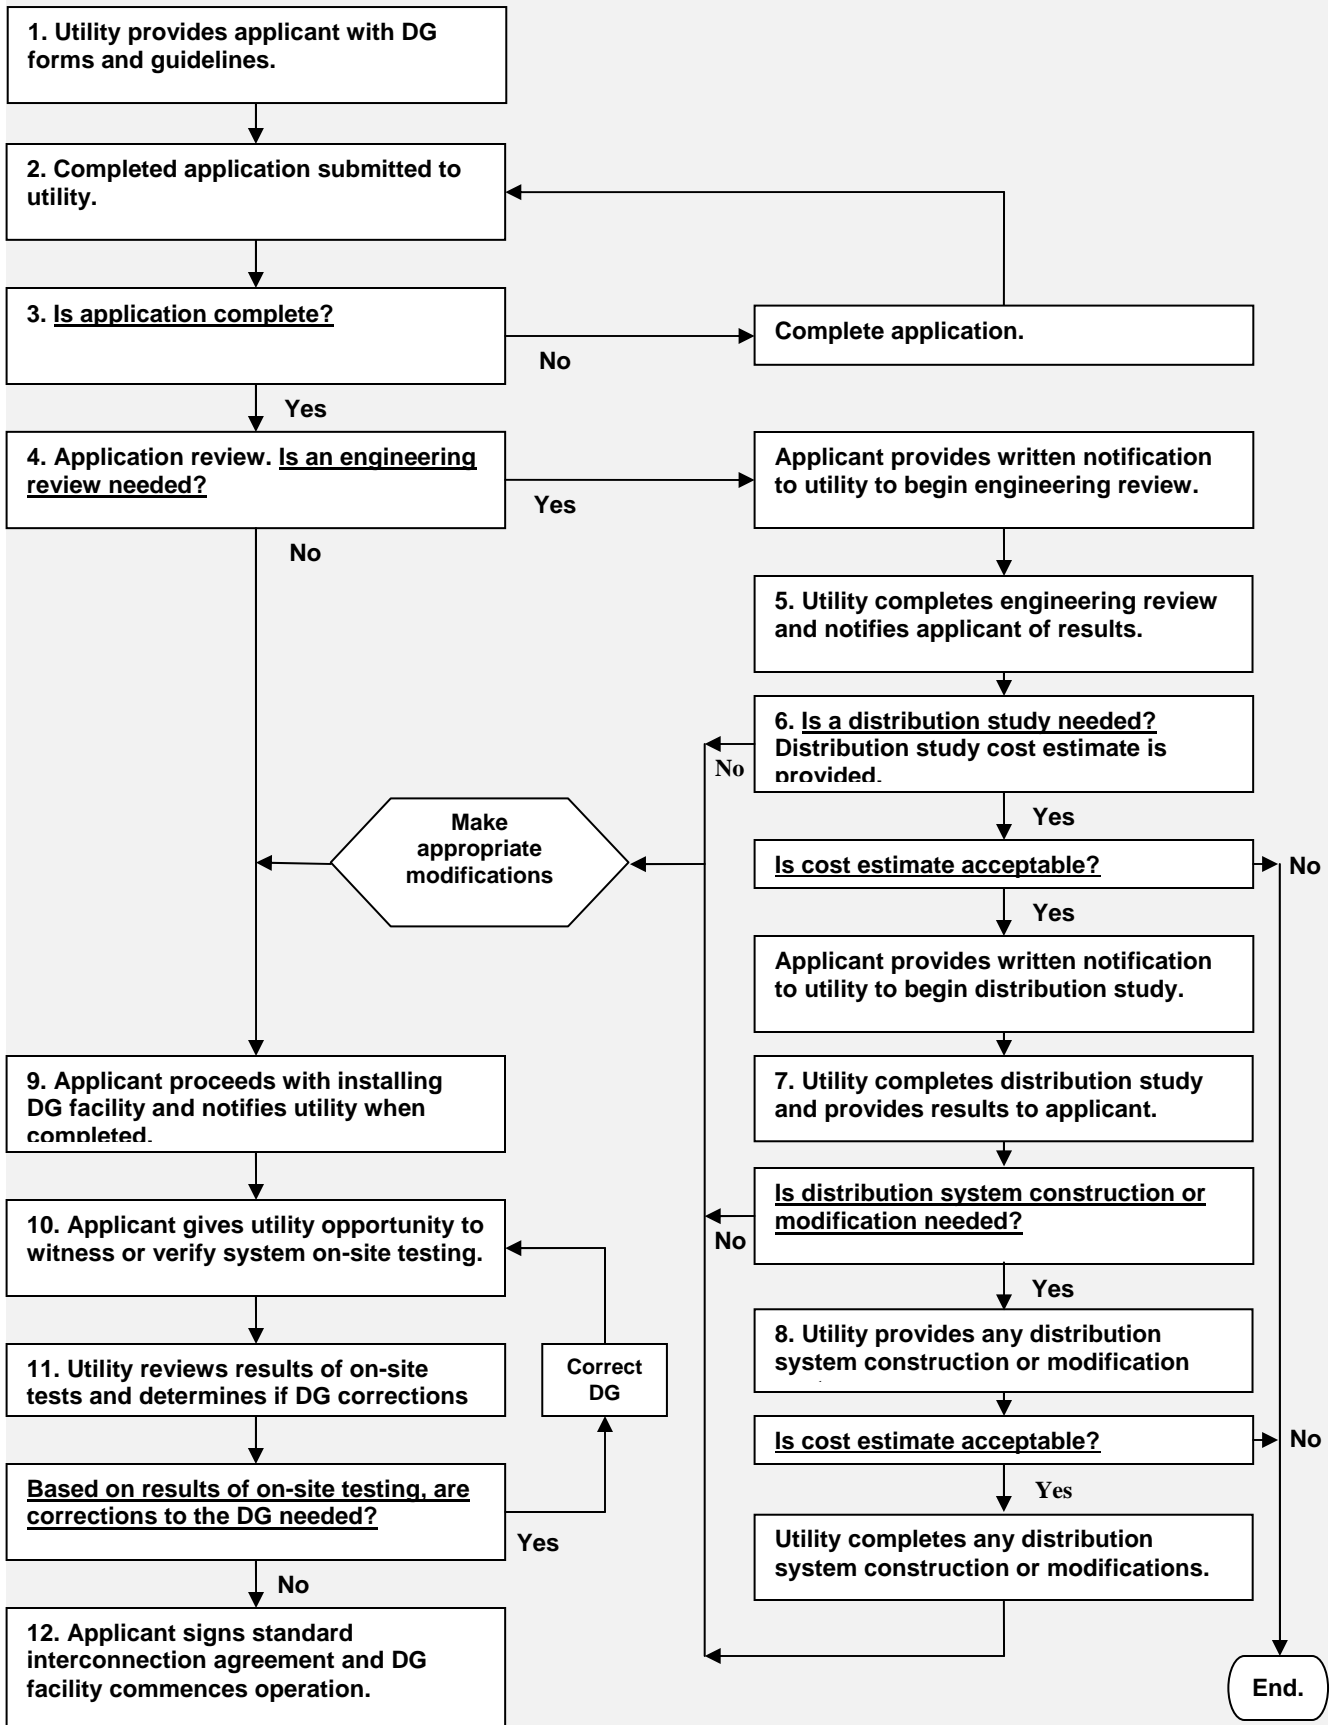 1. Utility provides applicant with DG
forms and guidelines.
2. Completed application submitted to
utility.
3. Is application complete?
No
Complete application.
Yes
4. Application review. Is an engineering
review needed?
Yes
Applicant provides written notification
to utility to begin engineering review.
No
5. Utility completes engineering review
and notifies applicant of results.
6. Is a distribution study needed?
Distribution study cost estimate is
provided.
No
Yes
Make
appropriate
modifications
Is cost estimate acceptable?
No
Yes
Applicant provides written notification
to utility to begin distribution study.
9. Applicant proceeds with installing
DG facility and notifies utility when
completed.
7. Utility completes distribution study
and provides results to applicant.
Is distribution system construction or
modification needed?
No
Yes
10. Applicant gives utility opportunity to
witness or verify system on-site testing.
8. Utility provides any distribution
system construction or modification
11. Utility reviews results of on-site
tests and determines if DG corrections
Correct
DG
Is cost estimate acceptable?
No
Yes
Based on results of on-site testing, are
corrections to the DG needed?
Yes
No
Utility completes any distribution
system construction or modifications.
12. Applicant signs standard
interconnection agreement and DG
facility commences operation.
End.